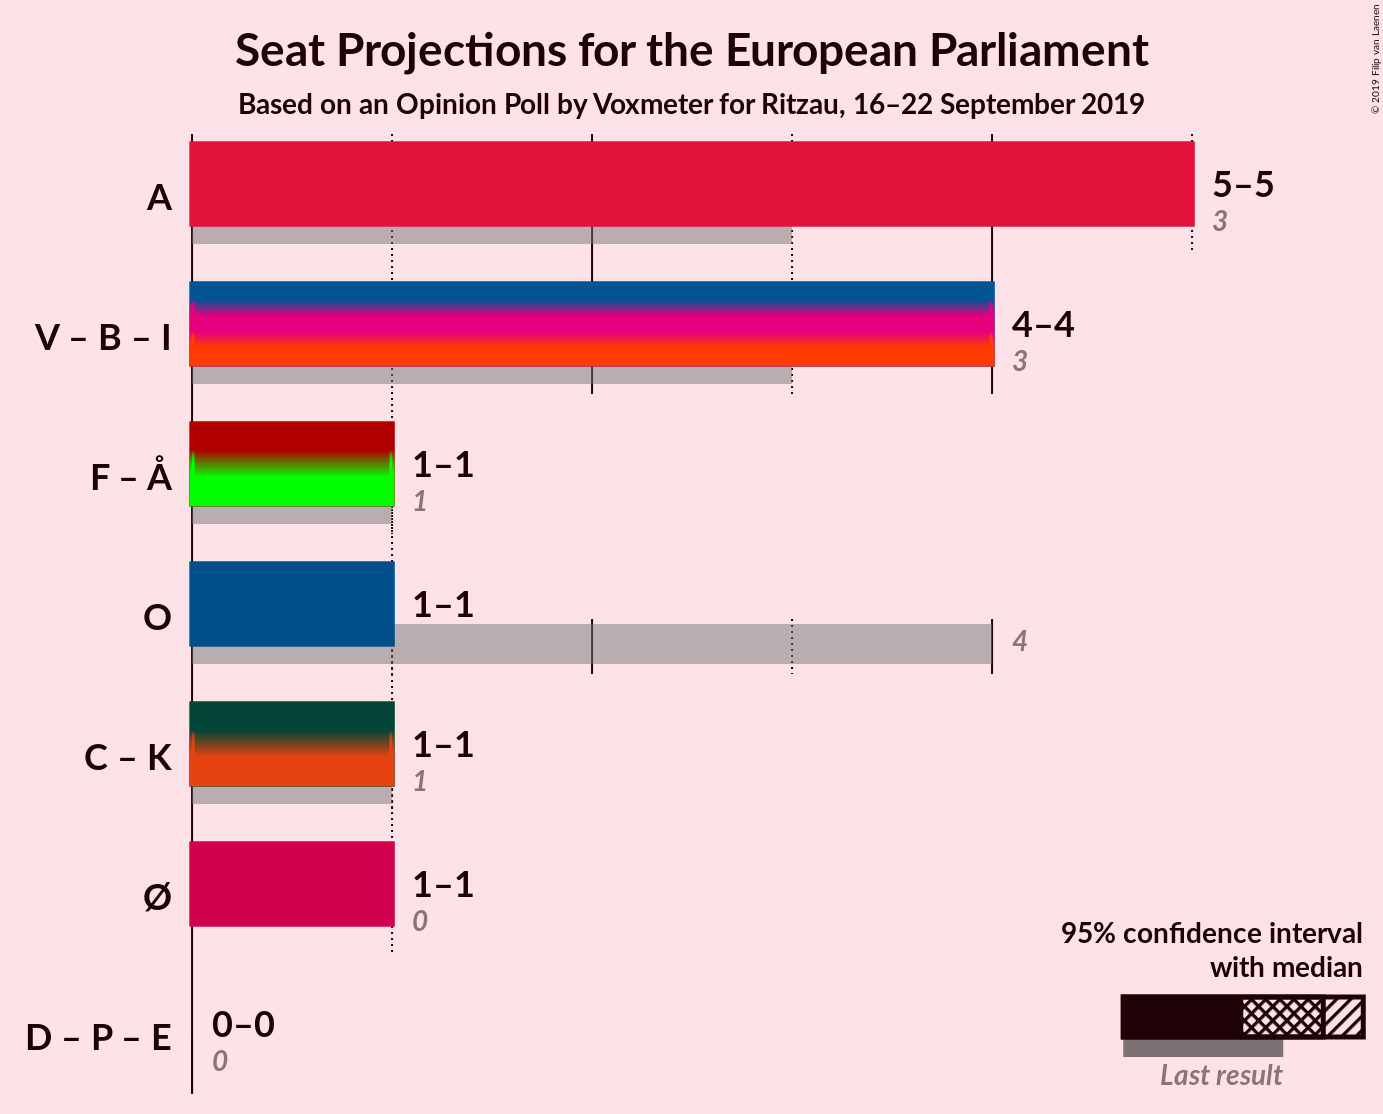 Seat Projections for the European Parliament
Based on an Opinion Poll by Voxmeter for Ritzau, 16–22 September 2019
© 2019 Filip van Laenen
A
5–5
3
V – B – I
4–4
3
F – Å
1–1
1
O
1–1
4
C – K
1–1
1
Ø
1–1
0
D – P – E
0–0
0
95% confidence interval
with median
Last result